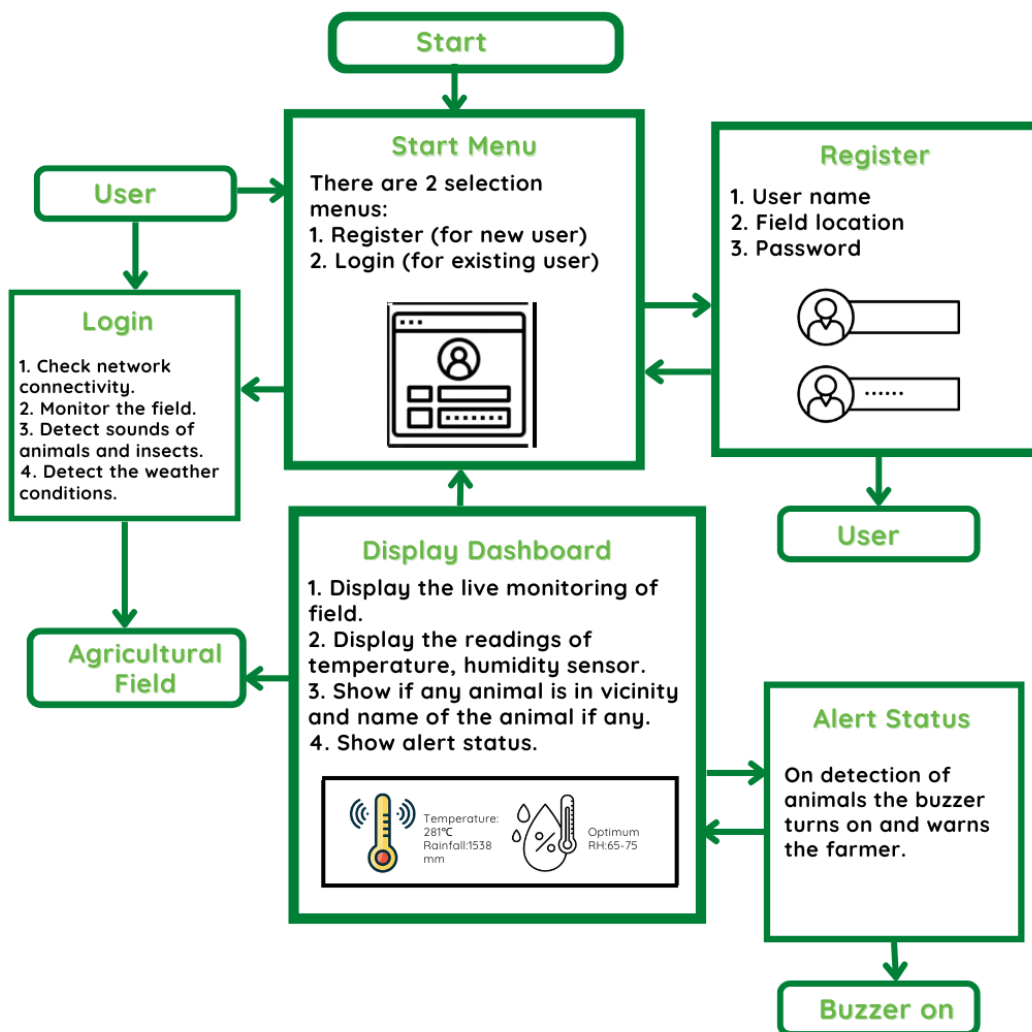 Start
Start Menu
There are 2 selection
menus:
1. Register (for new user)
2. Login (for existing user)
Register
1. User name
2. Field location
3. Password
User
Login
1. Check network
connectivity.
2. Monitor the field.
3. Detect sounds of
animals and insects.
4. Detect the weather
conditions.
User
Display Dashboard
1. Display the live monitoring of
field.
2. Display the readings of
temperature, humidity sensor.
3. Show if any animal is in vicinity
and name of the animal if any.
4. Show alert status.
Temperature:
281℃
Rainfall:1538
mm
%
Optimum
RH:65-75
Agricultural
Field
Alert Status
On detection of
animals the buzzer
turns on and warns
the farmer.
Buzzer on